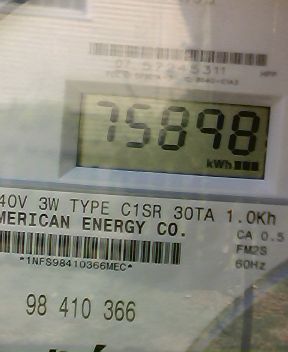 75898
kWh
40V 3W TYPE C1SR 30TA 1.0Kh
MERICAN ENERGY CO.
CA 0.5
FM2S
60Hz
*1NFS98410366MEC*
98 410 366